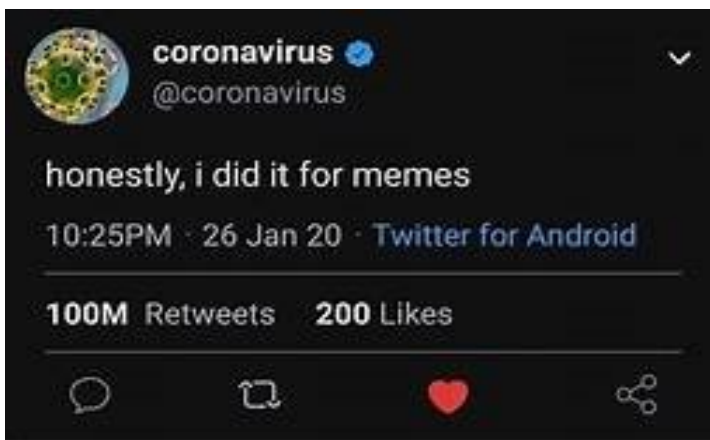 coronavirus
@coronavirus
honestly, i did it for memes
10:25PM · 26 Jan 20 · Twitter for Android
100M Retweets 200 Likes